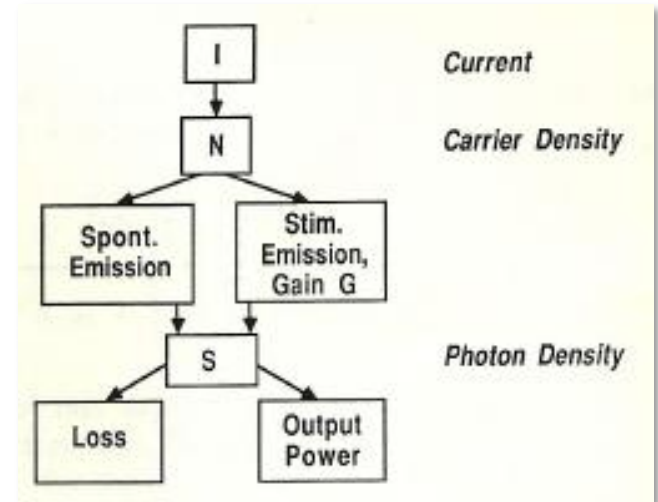 I
Current
N
Carrier Density
Spont.
Emission
Stim.
Emission,
Gain G
S
Photon Density
Loss
Output
Power